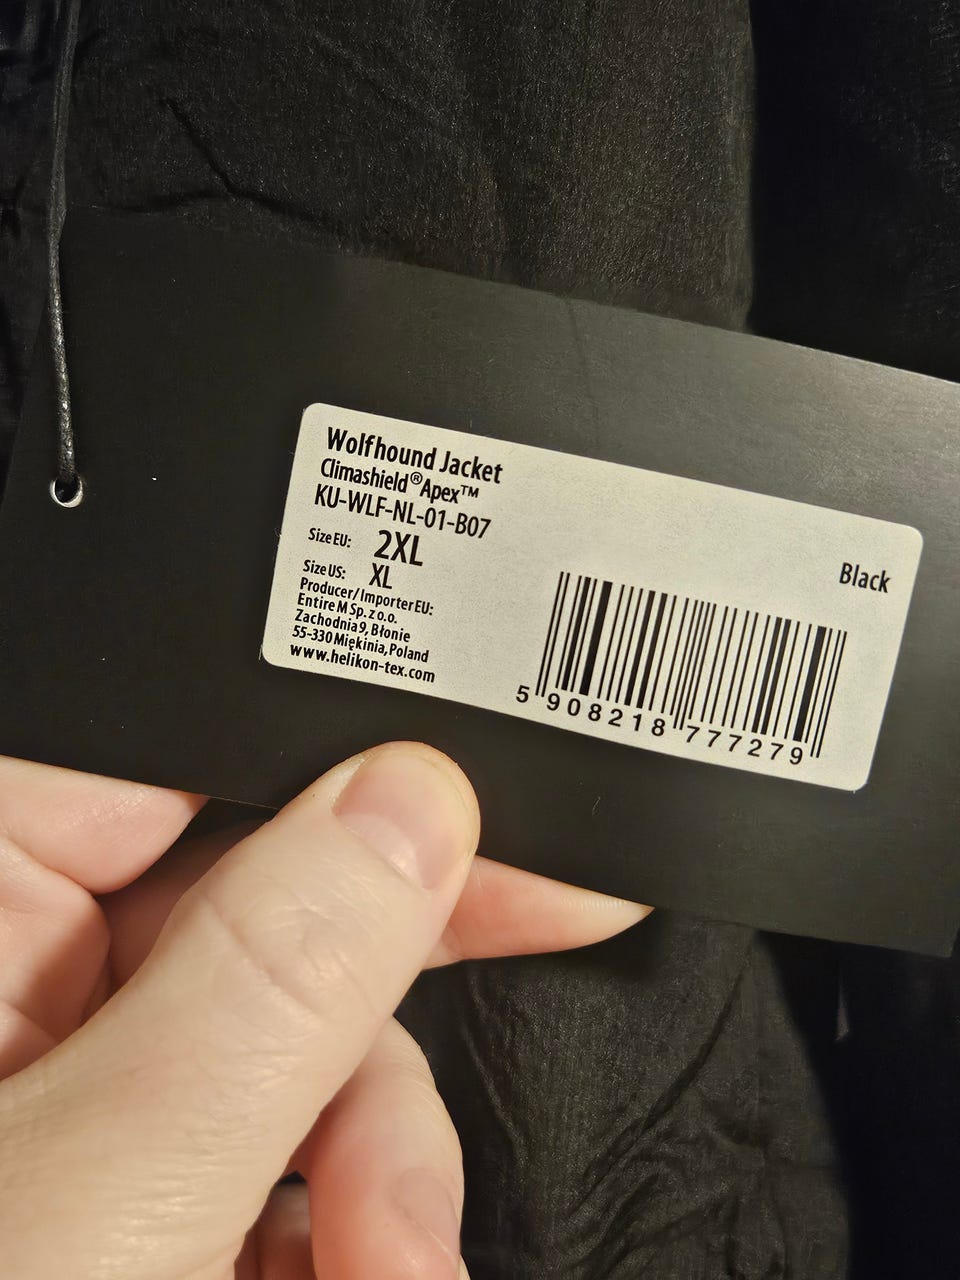 Wolfhound Jacket
Climashield® Apex™
KU-WLF-NL-01-B07
Size EU: 2XL
Size US: XL
Producer/Importer EU:
Entire M Sp. z o.o.
Zachodnia 9, Błonie
55-330 Miękinia, Poland
www.helikon-tex.com
Black
5 908218 777279